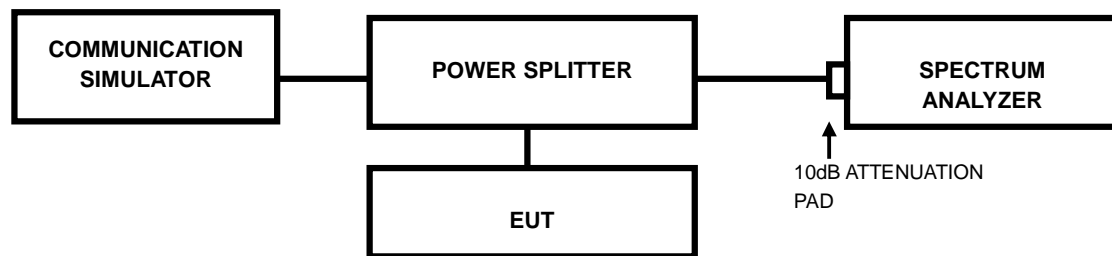 COMMUNICATION
SIMULATOR
POWER SPLITTER
SPECTRUM
ANALYZER
10dB ATTENUATION
PAD
EUT